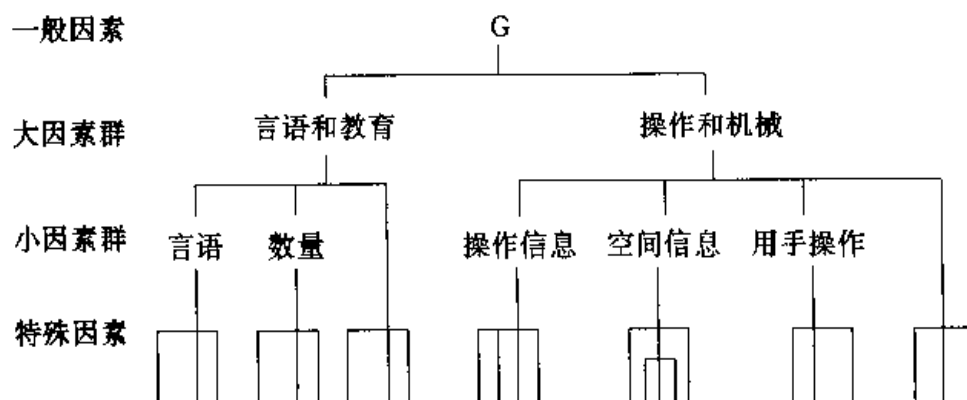 一般因素 G
大因素群 言语和教育 操作和机械
小因素群 言语 数量 操作信息 空间信息 用手操作
特殊因素